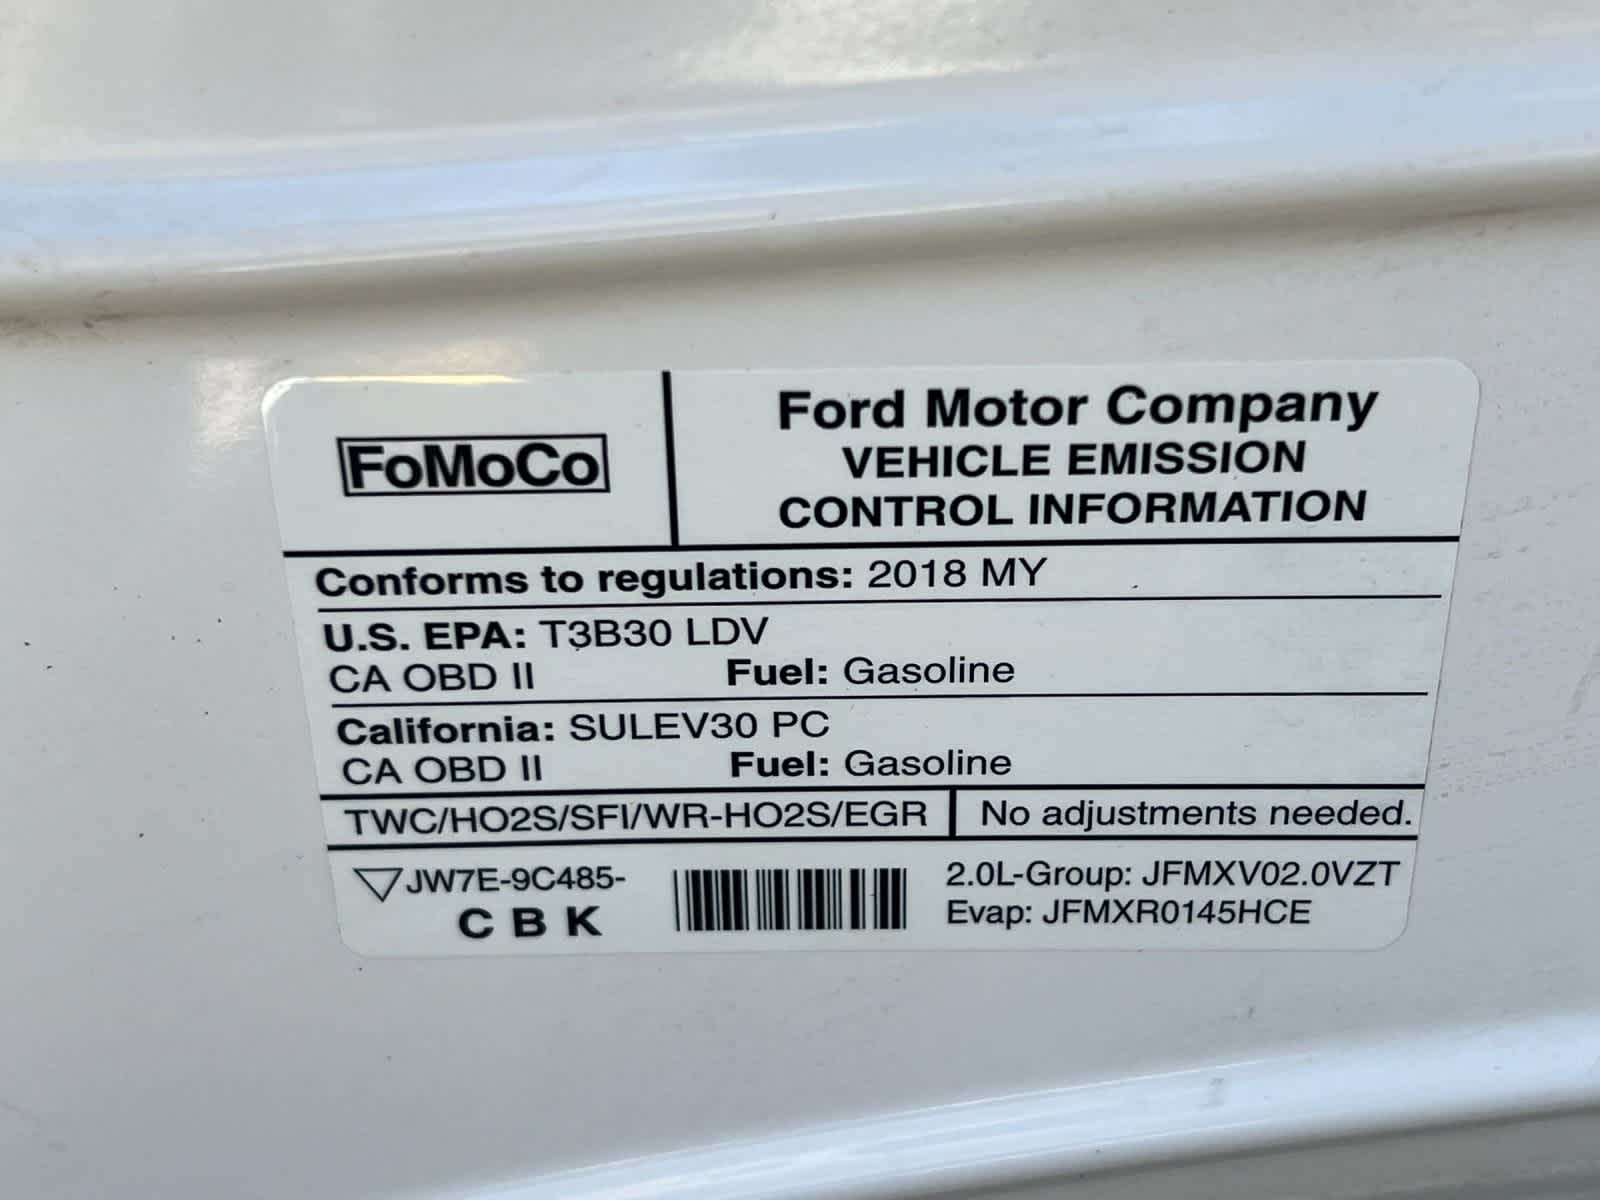 FoMoCo
Ford Motor Company
VEHICLE EMISSION
CONTROL INFORMATION
Conforms to regulations: 2018 MY
U.S. EPA: T3B30 LDV
CA OBD II Fuel: Gasoline
California: SULEV30 PC
CA OBD II Fuel: Gasoline
TWC/HO2S/SFI/WR-HO2S/EGR No adjustments needed.
JW7E-9C485-
C B K
2.0L-Group: JFMXV02.0VZT
Evap: JFMXR0145HCE